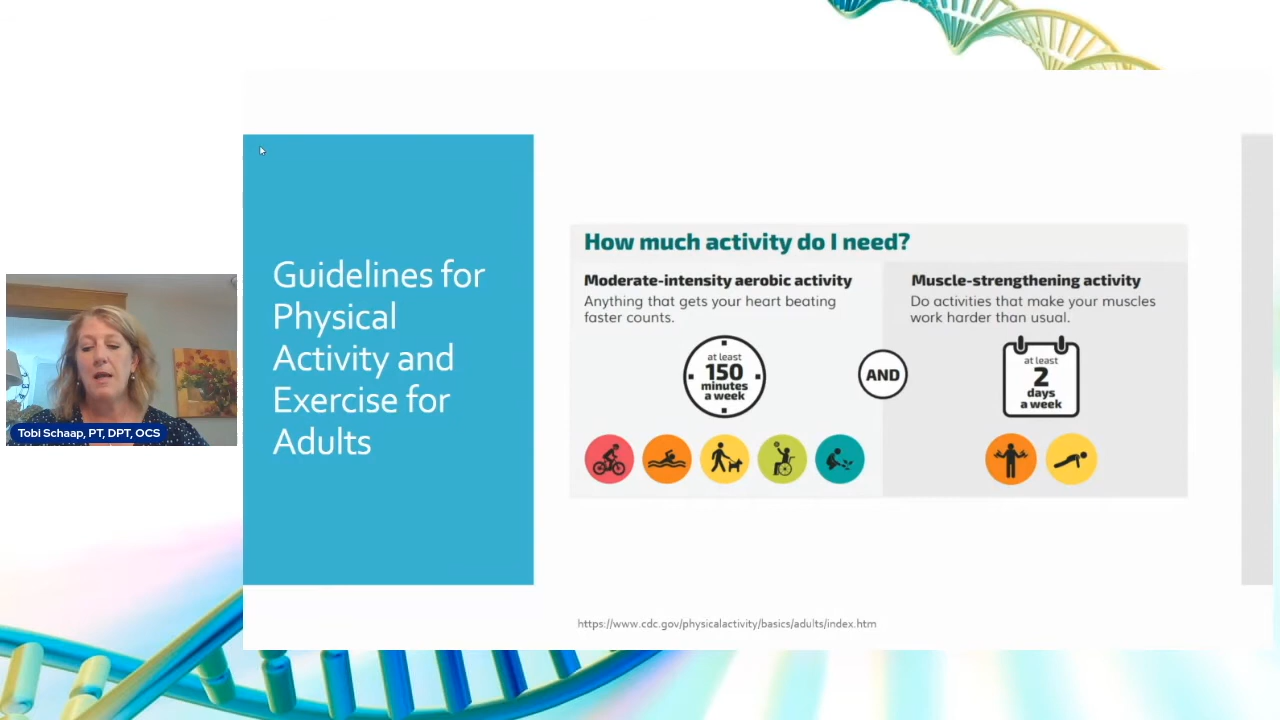 Guidelines for
Physical
Activity and
Exercise for
Adults
How much activity do I need?
Moderate-intensity aerobic activity
Anything that gets your heart beating
faster counts.
at least
150
minutes
a week
AND
Muscle-strengthening activity
Do activities that make your muscles
work harder than usual.
at least
2
days
a week
https://www.cdc.gov/physicalactivity/basics/adults/index.htm
Tobi Schaap, PT, DPT, OCS